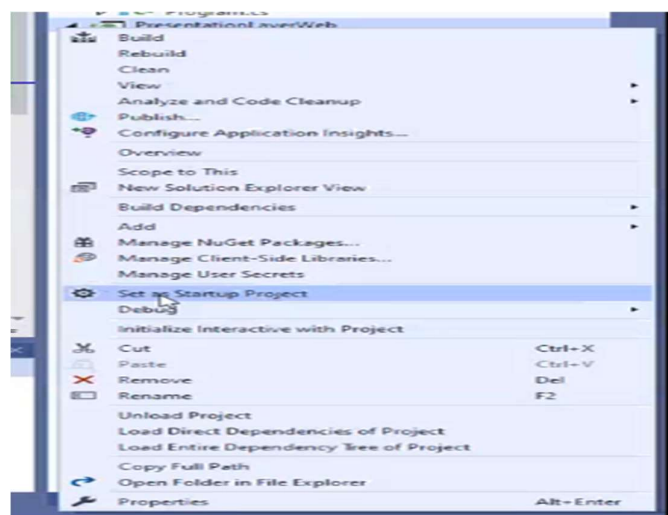 Program.cs
PresentationLayerWeb
Build
Rebuild
Clean
View
Analyze and Code Cleanup
Publish...
Configure Application Insights...
Overview
Scope to This
New Solution Explorer View
Build Dependencies
Add
Manage NuGet Packages...
Manage Client-Side Libraries...
Manage User Secrets
Set as Startup Project
Debug
Initialize Interactive with Project
Cut Ctrl+X
Paste Ctrl+V
Remove Del
Rename F2
Unload Project
Load Direct Dependencies of Project
Load Entire Dependency Tree of Project
Copy Full Path
Open Folder in File Explorer
Properties Alt+Enter